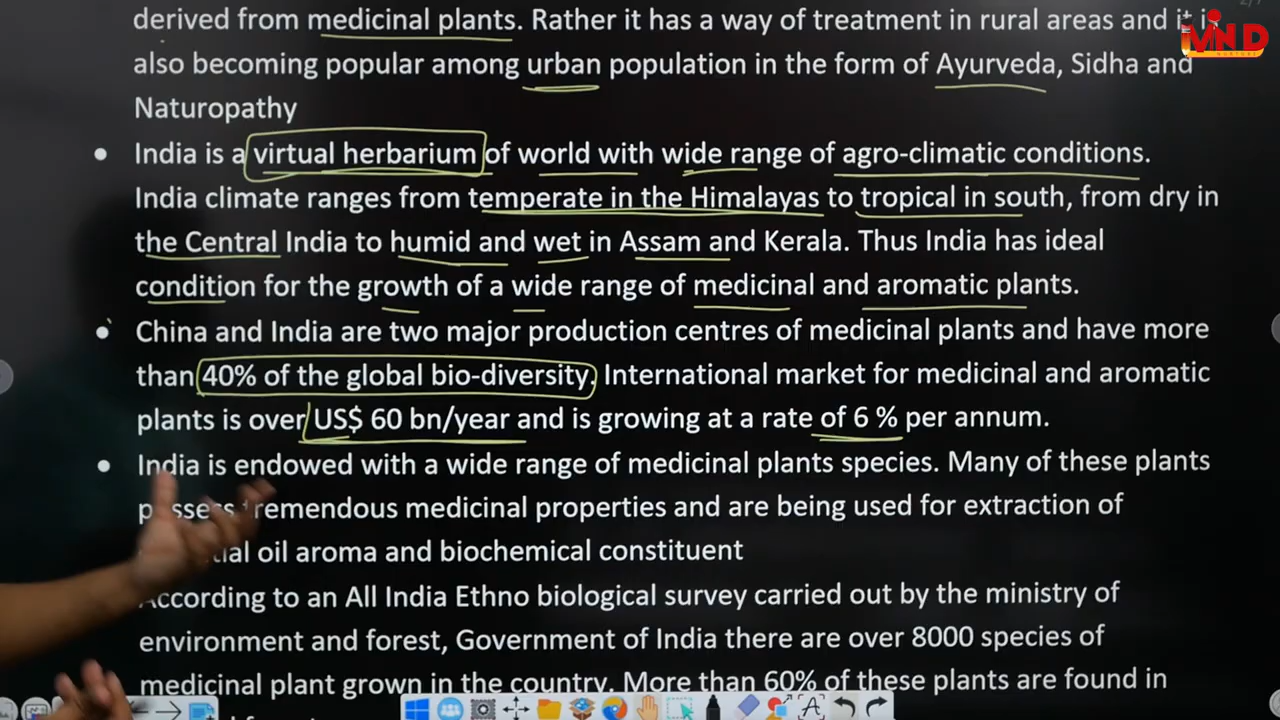 derived from medicinal plants. Rather it has a way of treatment in rural areas and it is
also becoming popular among urban population in the form of Ayurveda, Sidha and
Naturopathy
• India is a virtual herbarium of world with wide range of agro-climatic conditions.
India climate ranges from temperate in the Himalayas to tropical in south, from dry in
the Central India to humid and wet in Assam and Kerala. Thus India has ideal
condition for the growth of a wide range of medicinal and aromatic plants.
• China and India are two major production centres of medicinal plants and have more
than 40% of the global bio-diversity. International market for medicinal and aromatic
plants is over US$ 60 bn/year and is growing at a rate of 6 % per annum.
• India is endowed with a wide range of medicinal plants species. Many of these plants
possess tremendous medicinal properties and are being used for extraction of
oil aroma and biochemical constituent
According to an All India Ethno biological survey carried out by the ministry of
environment and forest, Government of India there are over 8000 species of
medicinal plant grown in the country. More than 60% of these plants are found in
MIND